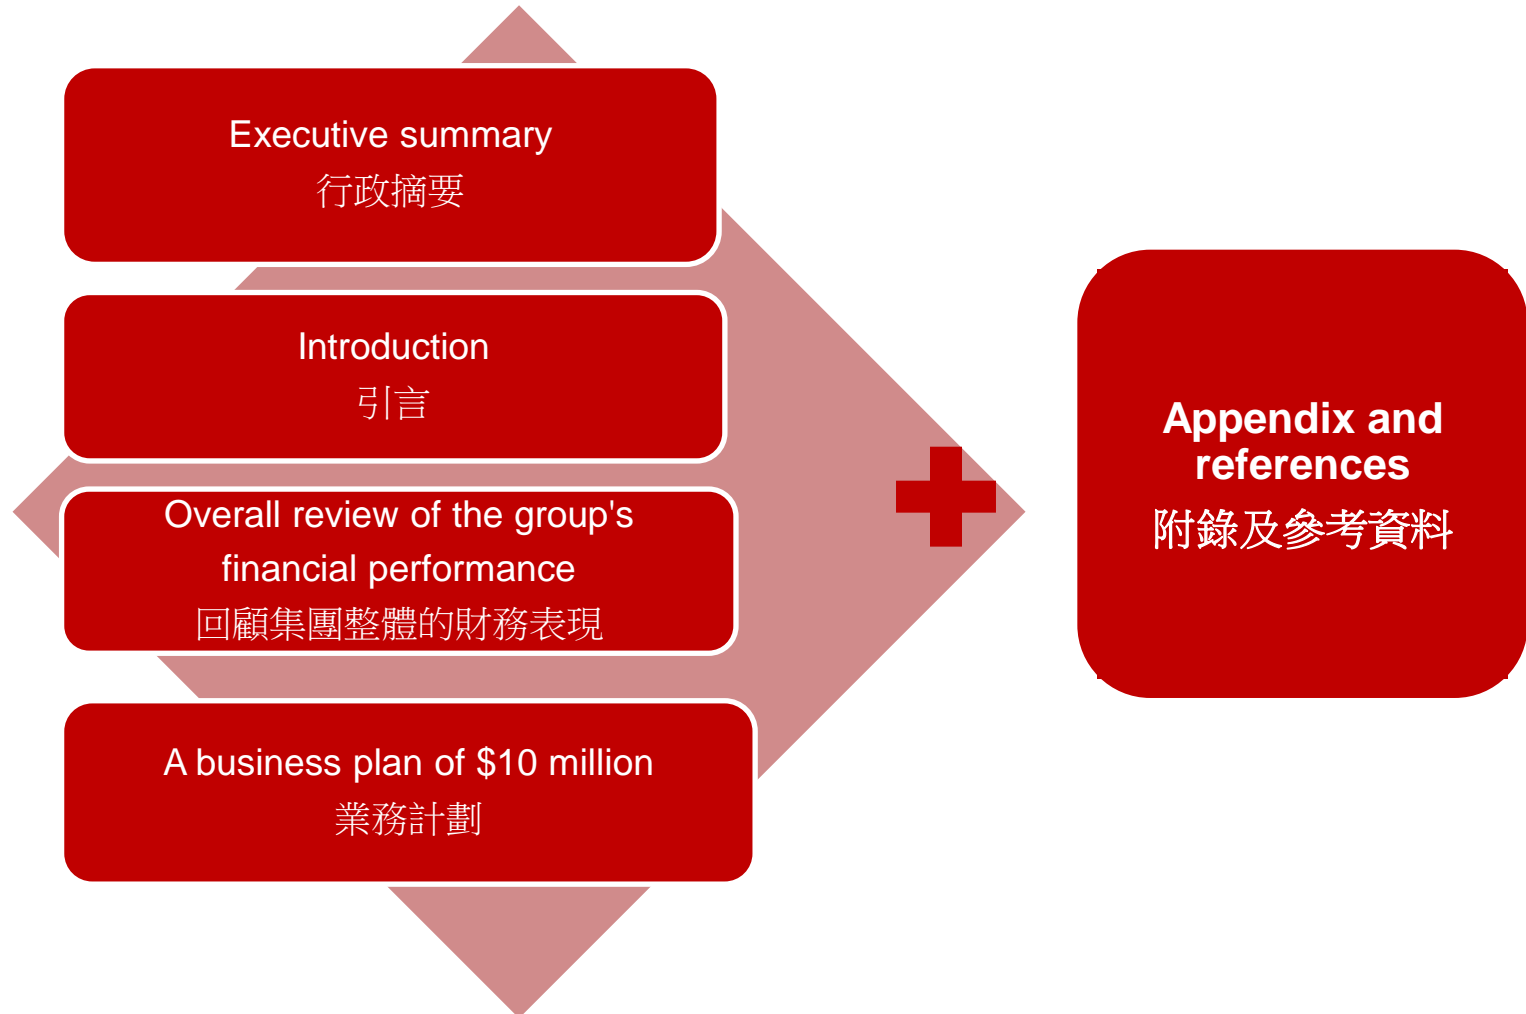 Executive summary
行政摘要
Introduction
引言
Overall review of the group's
financial performance
回顧集團整體的財務表現
A business plan of $10 million
業務計劃
Appendix and
references
附錄及參考資料